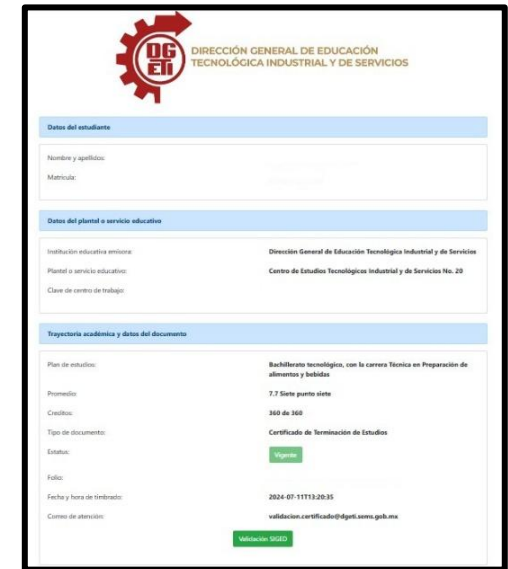 DG
ETI
DIRECCIÓN GENERAL DE EDUCACIÓN
TECNOLÓGICA INDUSTRIAL Y DE SERVICIOS
Datos del estudiante
Nombre y apellidos:
Matrícula:
Datos del plantel o servicio educativo
Institución educativa emisora: Dirección General de Educación Tecnológica Industrial y de Servicios
Plantel o servicio educativo: Centro de Estudios Tecnológicos Industrial y de Servicios No. 20
Clave de centro de trabajo:
Trayectoria académica y datos del documento
Plan de estudios: Bachillerato tecnológico, con la carrera Técnica en Preparación de
alimentos y bebidas
Promedio: 7.7 Siete punto siete
Creditos: 360 de 360
Tipo de documento: Certificado de Terminación de Estudios
Estatus: Vigente
Folio:
Fecha y hora de timbrado: 2024-07-11T13:20:35
Correo de atención: validacion.certificado@dgeti.sems.gob.mx
Validación SIGED